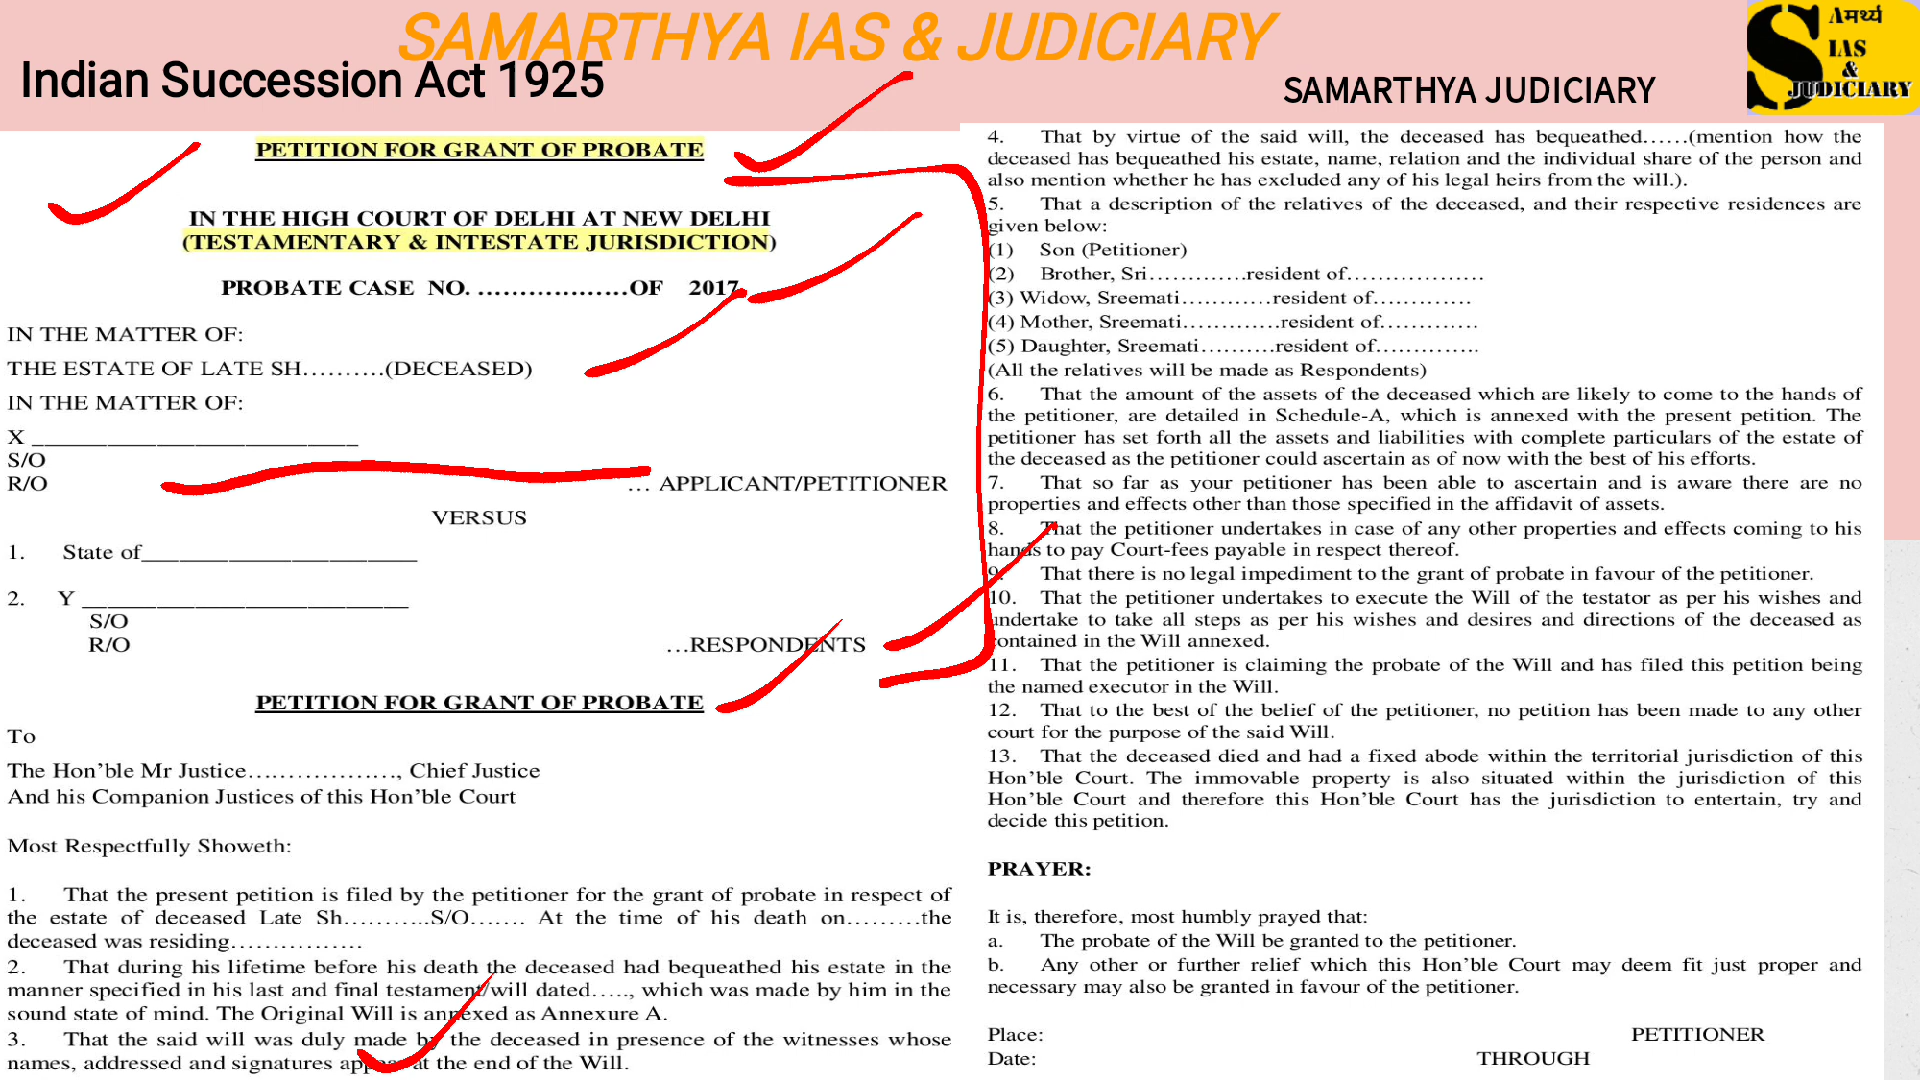 SAMARTHYA IAS & JUDICIARY
Indian Succession Act 1925
SAMARTHYA JUDICIARY
Aमर्थ्य
S IAS
&
JUDICIARY
PETITION FOR GRANT OF PROBATE
IN THE HIGH COURT OF DELHI AT NEW DELHI
(TESTAMENTARY & INTESTATE JURISDICTION)
PROBATE CASE NO. ………………OF 2017
IN THE MATTER OF:
THE ESTATE OF LATE SH……….(DECEASED)
IN THE MATTER OF:
X __________________________
S/O
R/O … APPLICANT/PETITIONER
VERSUS
1. State of______________________
2. Y __________________________
S/O
R/O …RESPONDENTS
PETITION FOR GRANT OF PROBATE
To
The Hon’ble Mr Justice………………, Chief Justice
And his Companion Justices of this Hon’ble Court
Most Respectfully Showeth:
1. That the present petition is filed by the petitioner for the grant of probate in respect of
the estate of deceased Late Sh………..S/O……. At the time of his death on………the
deceased was residing……………
2. That during his lifetime before his death the deceased had bequeathed his estate in the
manner specified in his last and final testament/will dated….., which was made by him in the
sound state of mind. The Original Will is annexed as Annexure A.
3. That the said will was duly made by the deceased in presence of the witnesses whose
names, addressed and signatures appear at the end of the Will.
4. That by virtue of the said will, the deceased has bequeathed……(mention how the
deceased has bequeathed his estate, name, relation and the individual share of the person and
also mention whether he has excluded any of his legal heirs from the will.).
5. That a description of the relatives of the deceased, and their respective residences are
given below:
(1) Son (Petitioner)
(2) Brother, Sri………….resident of………………
(3) Widow, Sreemati…………resident of………….
(4) Mother, Sreemati………….resident of………….
(5) Daughter, Sreemati……….resident of…………..
(All the relatives will be made as Respondents)
6. That the amount of the assets of the deceased which are likely to come to the hands of
the petitioner, are detailed in Schedule-A, which is annexed with the present petition. The
petitioner has set forth all the assets and liabilities with complete particulars of the estate of
the deceased as the petitioner could ascertain as of now with the best of his efforts.
7. That so far as your petitioner has been able to ascertain and is aware there are no
properties and effects other than those specified in the affidavit of assets.
8. That the petitioner undertakes in case of any other properties and effects coming to his
hands to pay Court-fees payable in respect thereof.
9. That there is no legal impediment to the grant of probate in favour of the petitioner.
10. That the petitioner undertakes to execute the Will of the testator as per his wishes and
undertake to take all steps as per his wishes and desires and directions of the deceased as
contained in the Will annexed.
11. That the petitioner is claiming the probate of the Will and has filed this petition being
the named executor in the Will.
12. That to the best of the belief of the petitioner, no petition has been made to any other
court for the purpose of the said Will.
13. That the deceased died and had a fixed abode within the territorial jurisdiction of this
Hon’ble Court. The immovable property is also situated within the jurisdiction of this
Hon’ble Court and therefore this Hon’ble Court has the jurisdiction to entertain, try and
decide this petition.
PRAYER:
It is, therefore, most humbly prayed that:
a. The probate of the Will be granted to the petitioner.
b. Any other or further relief which this Hon’ble Court may deem fit just proper and
necessary may also be granted in favour of the petitioner.
Place: PETITIONER
Date: THROUGH